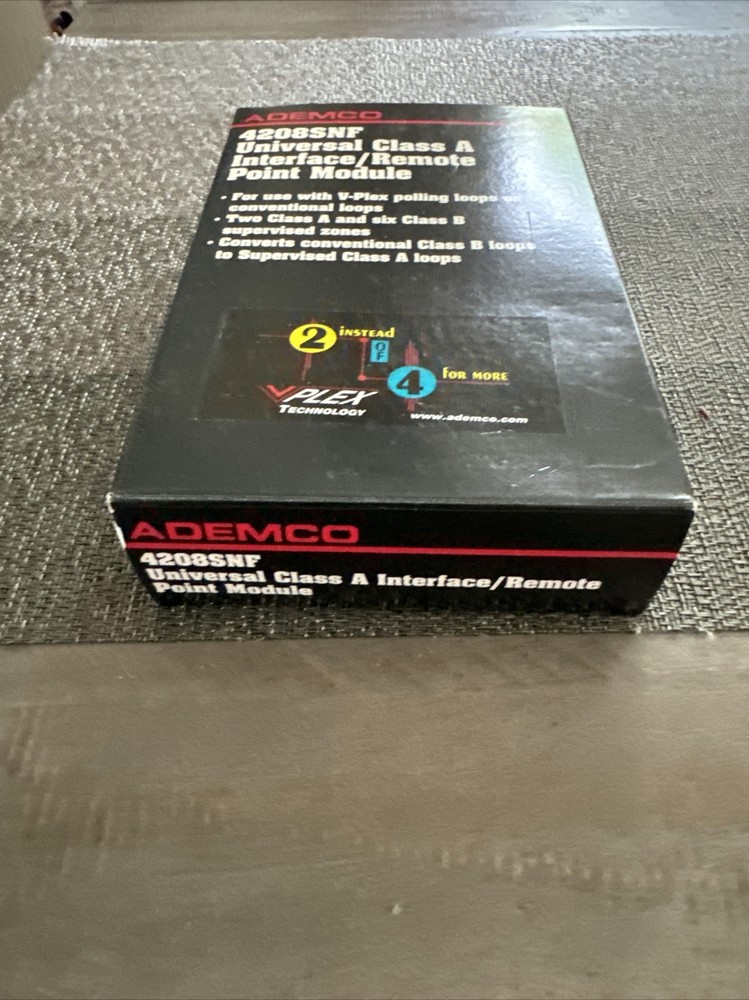 ADEMCO
4208SNF
Universal Class A
Interface/Remote
Point Module
• For use with V-Plex polling loops or
conventional loops
• Two Class A and six Class B
supervised zones
• Converts conventional Class B loops
to Supervised Class A loops
2 INSTEAD
OF
4 FOR MORE
VPLEX
TECHNOLOGY
www.ademco.com
ADEMCO
4208SNF
Universal Class A Interface/Remote
Point Module